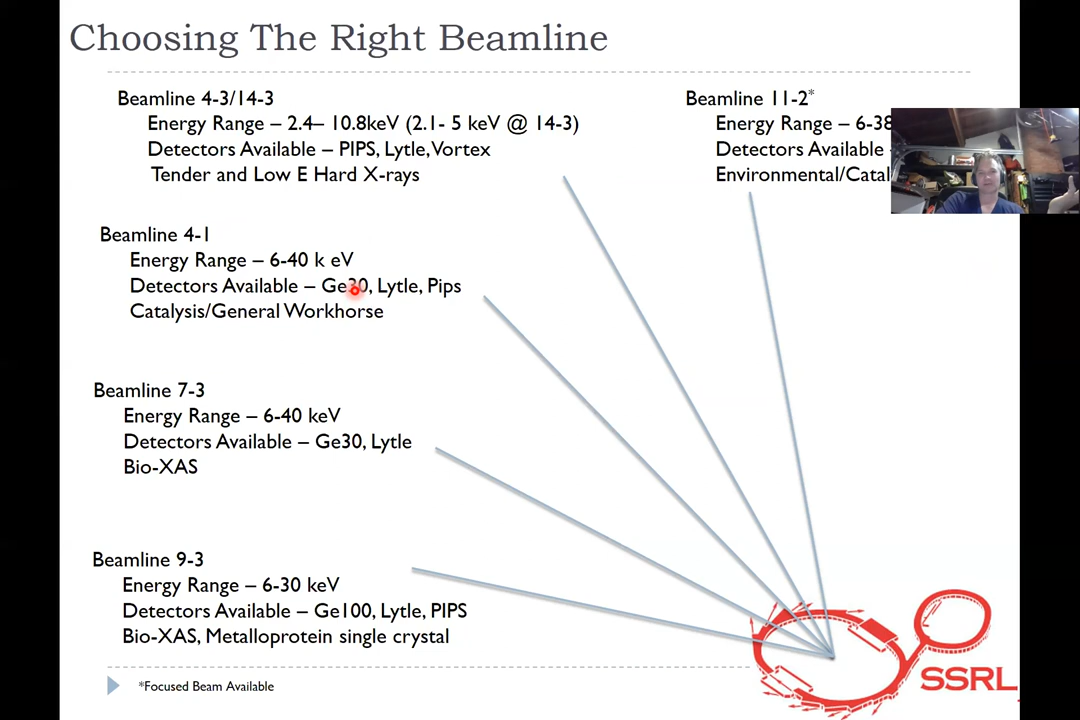 Choosing The Right Beamline
Beamline 4-3/14-3
Energy Range – 2.4– 10.8keV (2.1- 5 keV @ 14-3)
Detectors Available – PIPS, Lytle, Vortex
Tender and Low E Hard X-rays
Beamline 11-2*
Energy Range – 6-38
Detectors Available
Environmental/Catal
Beamline 4-1
Energy Range – 6-40 k eV
Detectors Available – Ge30, Lytle, Pips
Catalysis/General Workhorse
Beamline 7-3
Energy Range – 6-40 keV
Detectors Available – Ge30, Lytle
Bio-XAS
Beamline 9-3
Energy Range – 6-30 keV
Detectors Available – Ge100, Lytle, PIPS
Bio-XAS, Metalloprotein single crystal
SSRL
*Focused Beam Available